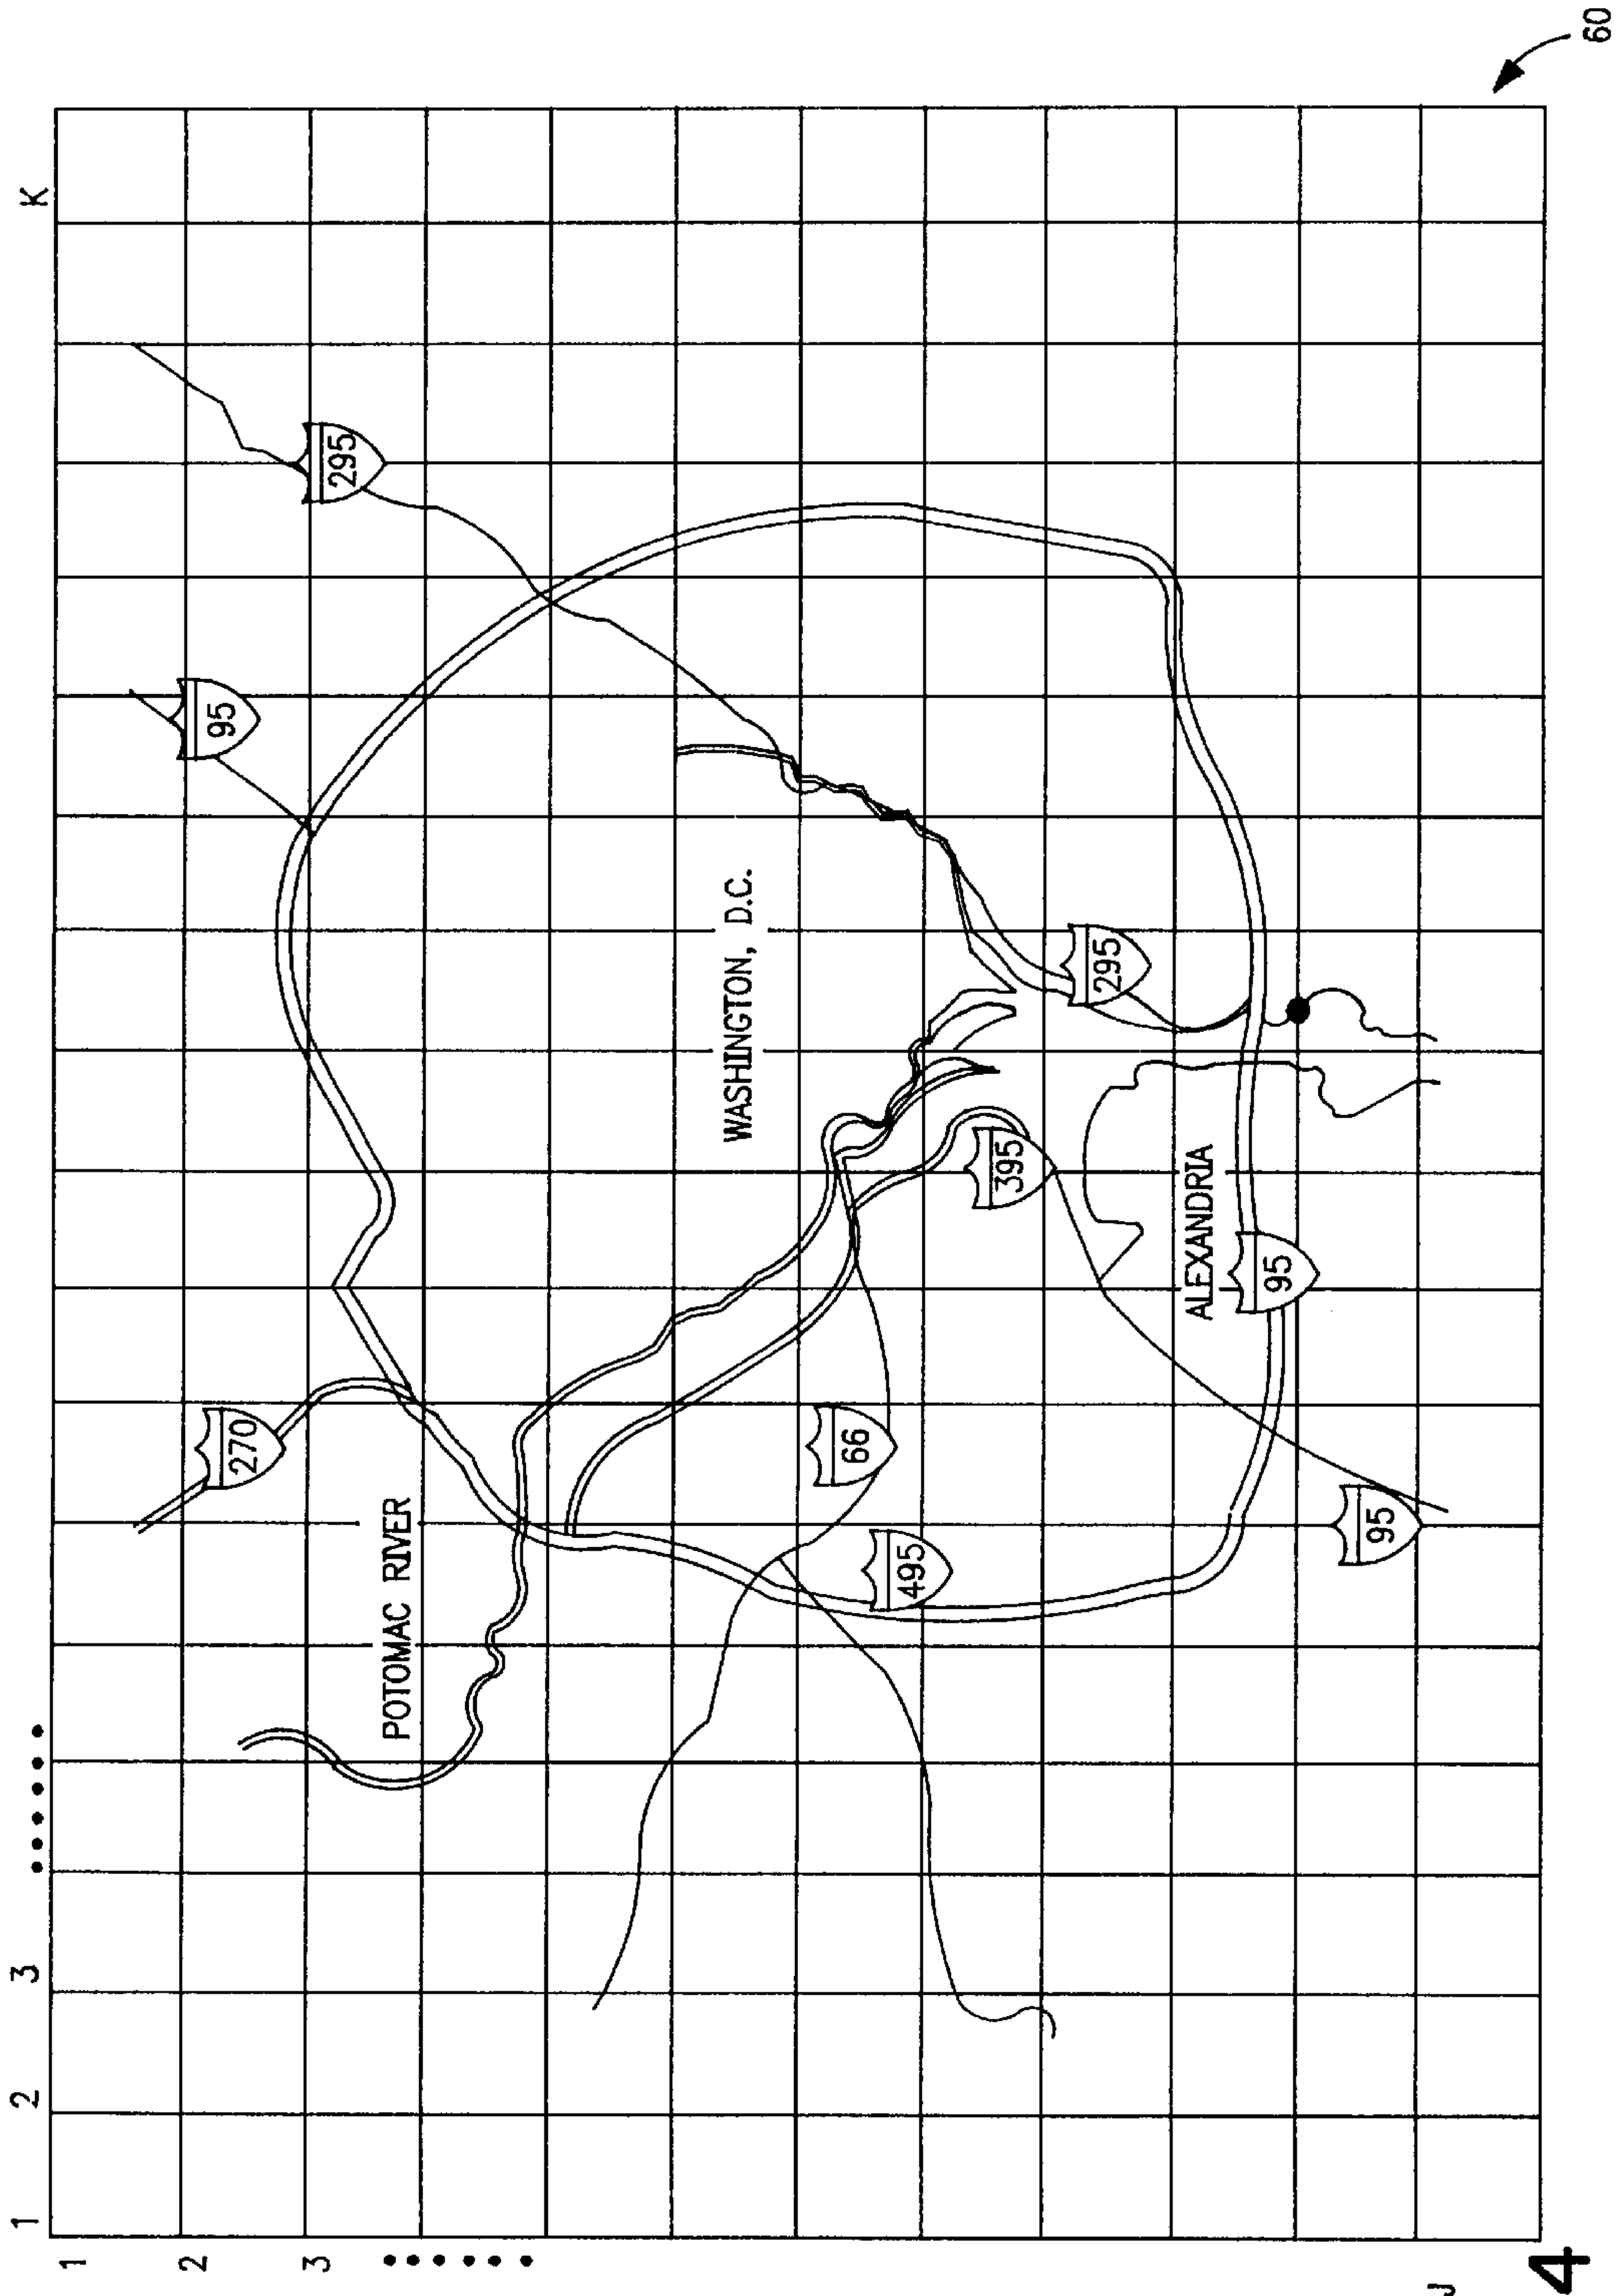 1 2 3 K
1
2
3
J
270
95
295
POTOMAC RIVER
WASHINGTON, D.C.
66
495
395
295
ALEXANDRIA
95
95
60
4